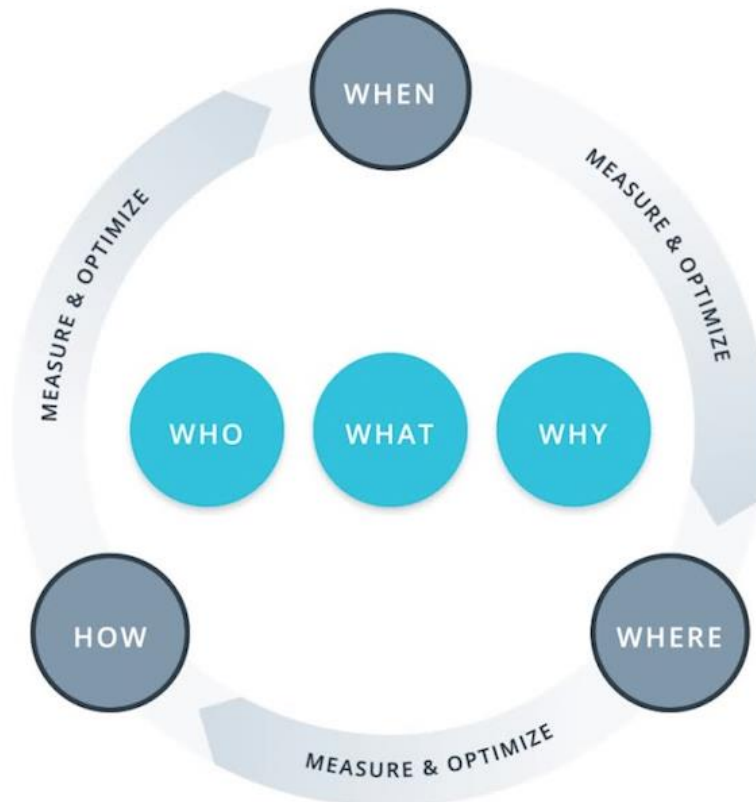 WHEN
MEASURE & OPTIMIZE
MEASURE & OPTIMIZE
WHO
WHAT
WHY
HOW
WHERE
MEASURE & OPTIMIZE